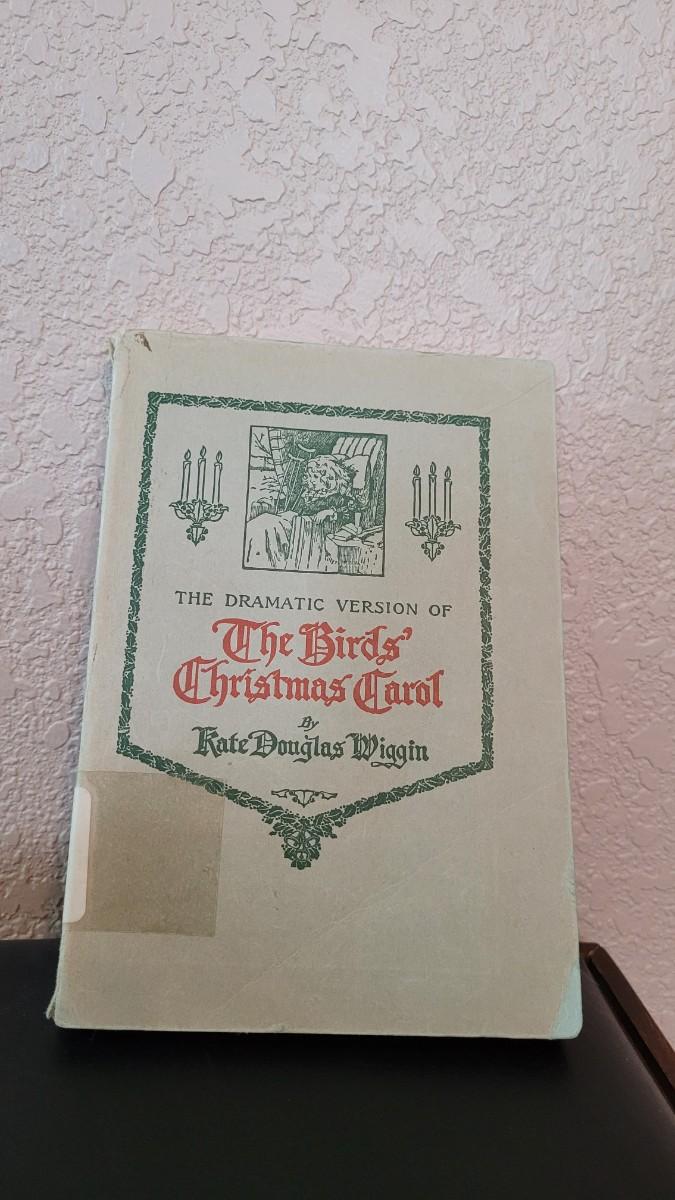 THE DRAMATIC VERSION OF
The Birds'
Christmas Carol
By
Kate Douglas Wiggin